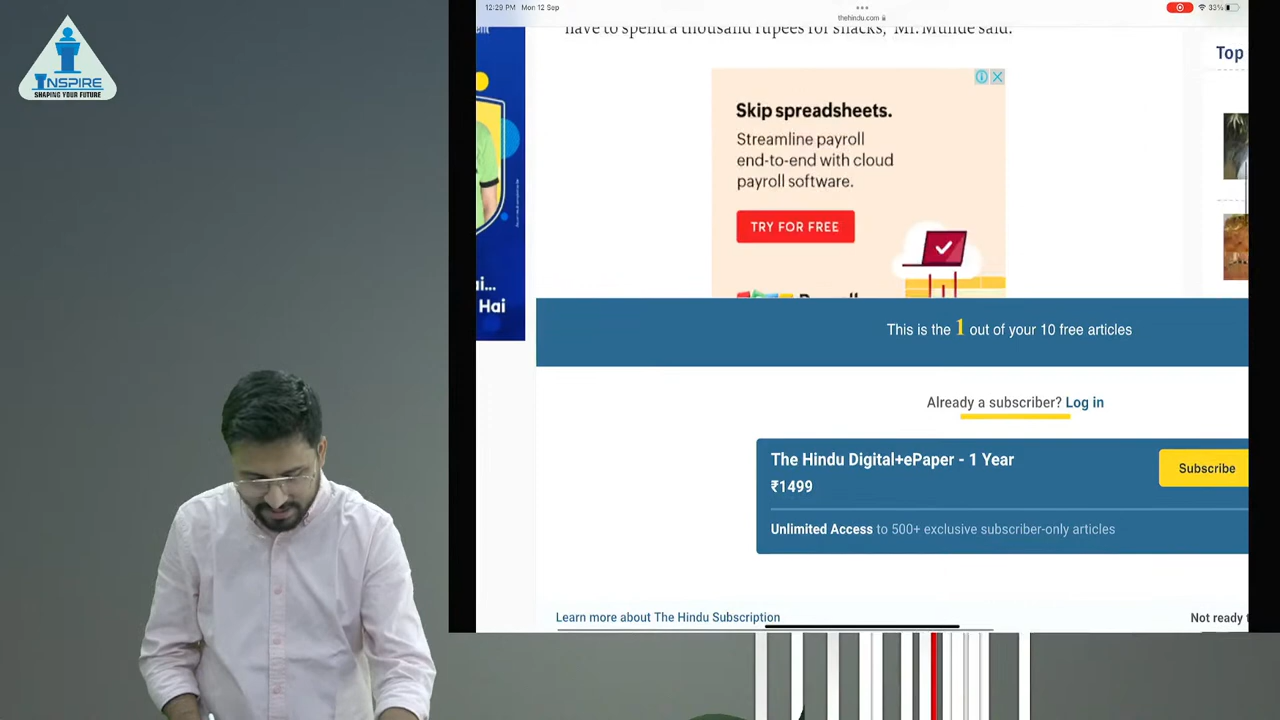 12:29 PM Mon 12 Sep
33%
thehindu.com
INSPIRE
SHAPING YOUR FUTURE
have to spend a thousand rupees for snacks," Mr. Munde said.
Top
Skip spreadsheets.
Streamline payroll
end-to-end with cloud
payroll software.
TRY FOR FREE
Hai
This is the 1 out of your 10 free articles
Already a subscriber? Log in
The Hindu Digital+ePaper - 1 Year
₹1499
Subscribe
Unlimited Access to 500+ exclusive subscriber-only articles
Learn more about The Hindu Subscription
Not ready t